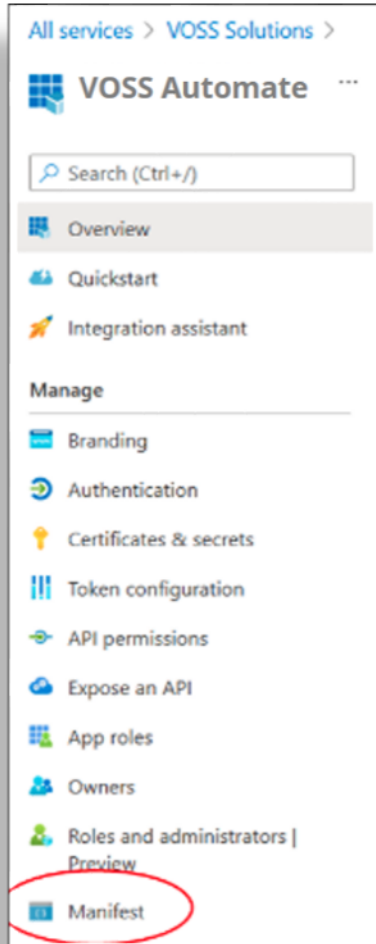 All services > VOSS Solutions >
VOSS Automate ...
Search (Ctrl+/)
Overview
Quickstart
Integration assistant
Manage
Branding
Authentication
Certificates & secrets
Token configuration
API permissions
Expose an API
App roles
Owners
Roles and administrators |
Preview
Manifest